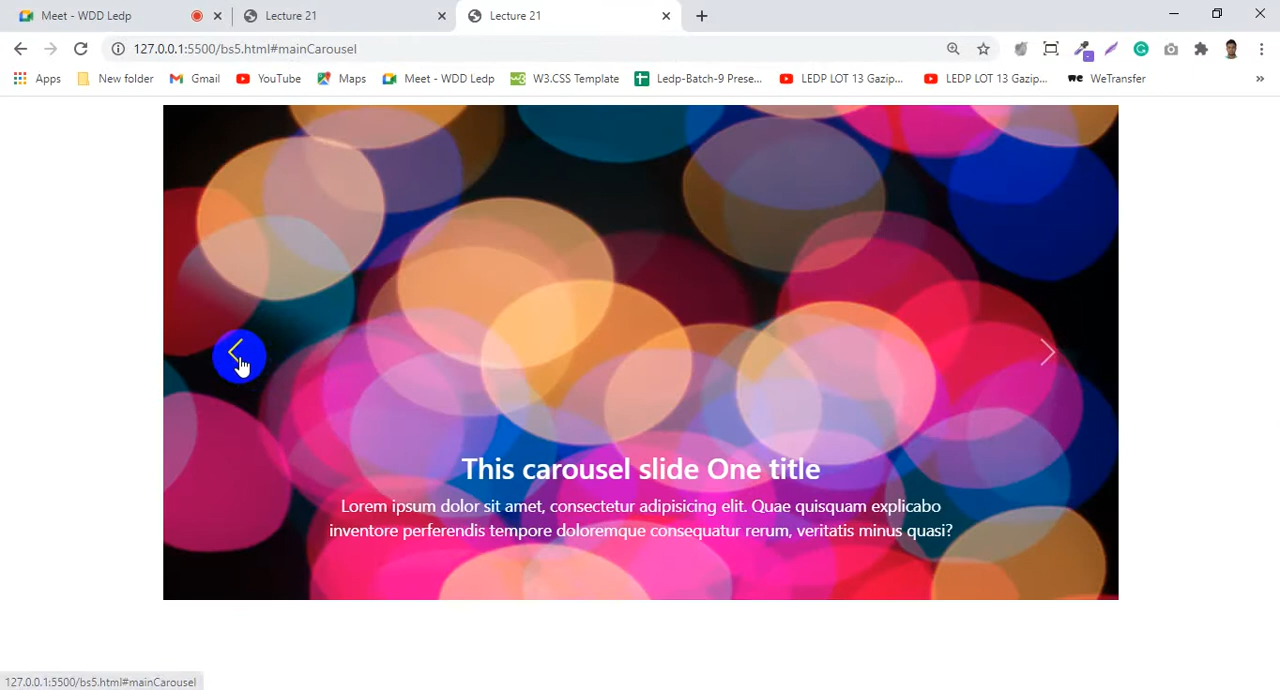 Meet - WDD Ledp
Lecture 21
Lecture 21
127.0.0.1:5500/bs5.html#mainCarousel
Apps
New folder
Gmail
YouTube
Maps
Meet - WDD Ledp
W3.CSS Template
Ledp-Batch-9 Prese...
LEDP LOT 13 Gazip...
LEDP LOT 13 Gazip...
we WeTransfer
»
This carousel slide One title
Lorem ipsum dolor sit amet, consectetur adipisicing elit. Quae quisquam explicabo
inventore perferendis tempore doloremque consequatur rerum, veritatis minus quasi?
127.0.0.1:5500/bs5.html#mainCarousel